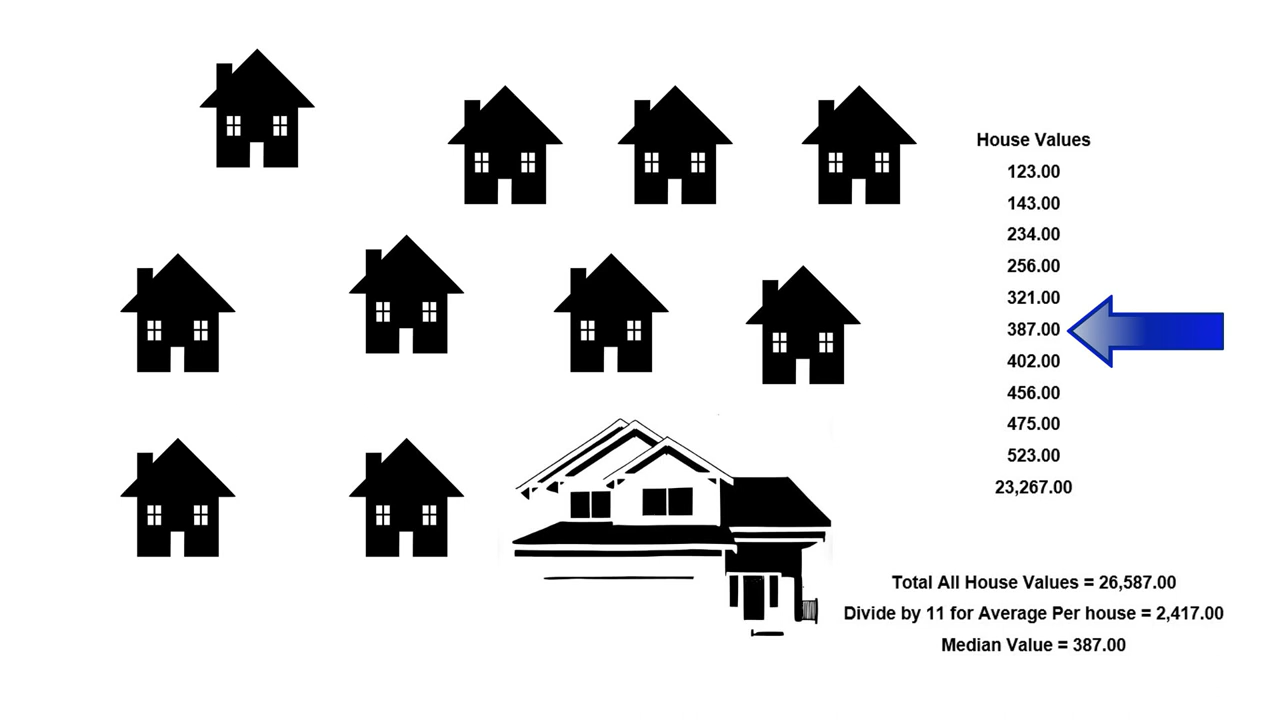 House Values
123.00
143.00
234.00
256.00
321.00
387.00
402.00
456.00
475.00
523.00
23,267.00
Total All House Values = 26,587.00
Divide by 11 for Average Per house = 2,417.00
Median Value = 387.00